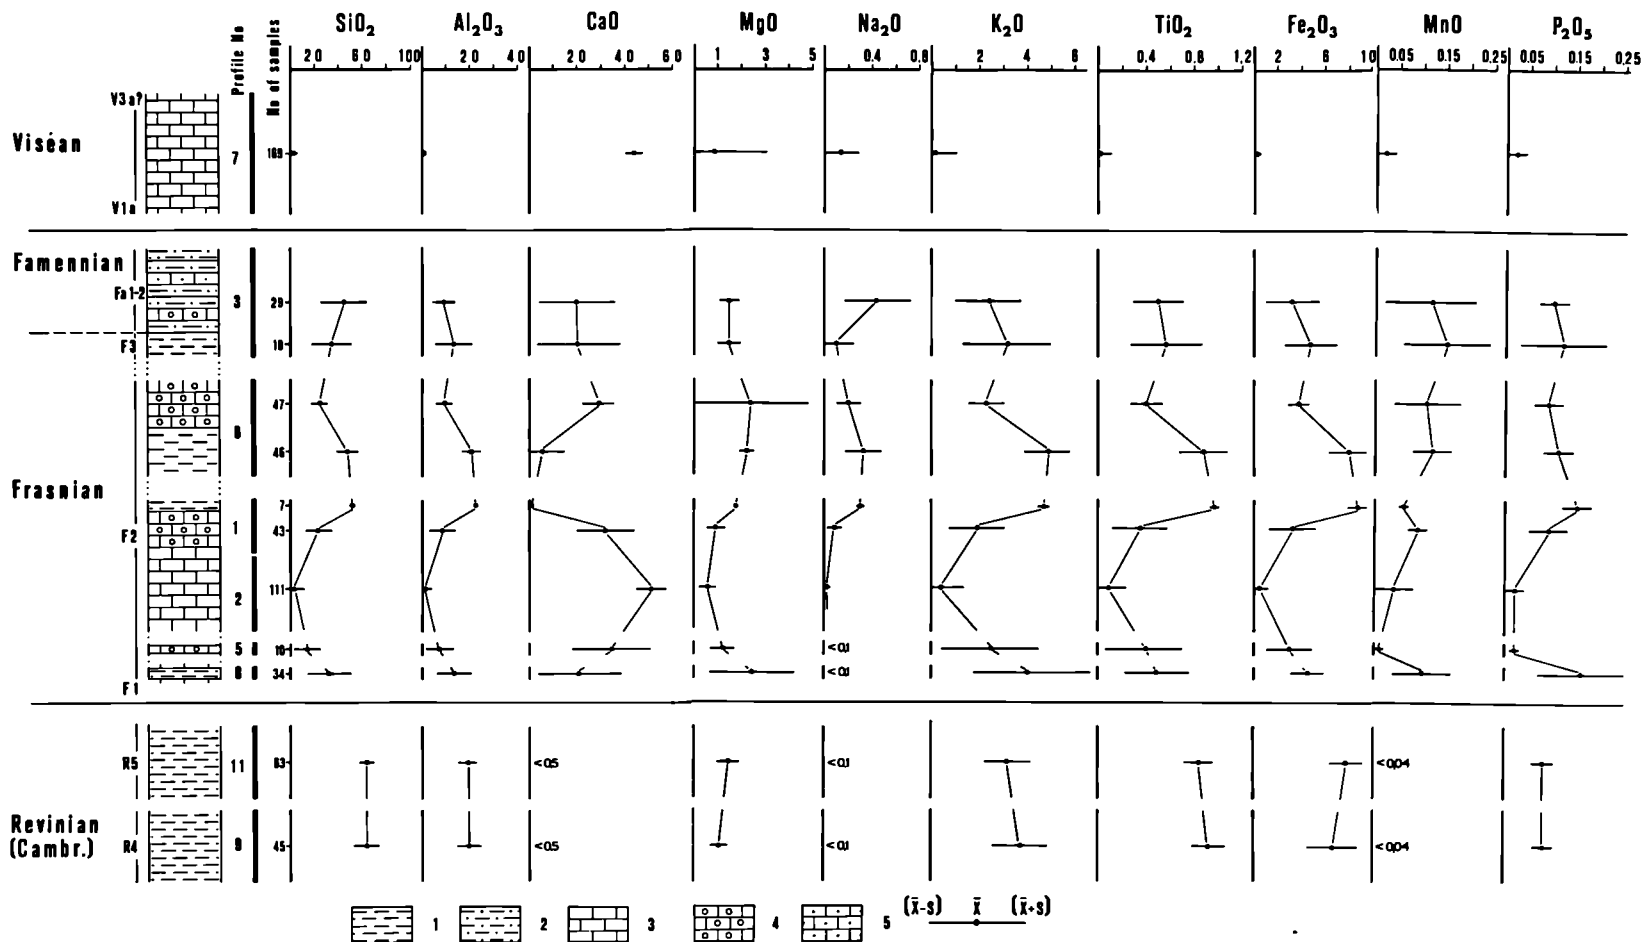 Profile No
No of samples
SiO₂ Al₂O₃ CaO MgO Na₂O K₂O TiO₂ Fe₂O₃ MnO P₂O₅
20 60 100 20 40 20 40 60 1 3 5 0.4 0.8 2 4 6 0.4 0.8 1,2 2 6 10 0.05 0.15 0,25 0.05 0.15 0,25
V3a?
Viséan 7 169
V1a
Famennian
Fa1-2 3 29
F3 18
47
6
46
Frasnian
7
F2 1 43
111
2
5 10 <0.1
8 34 <0.1
F1
R5 11 83 <0.5 <0.1 <0,04
Revinian
(Cambr.) R4 9 45 <0.5 <0.1 <0,04
1 2 3 4 5 (x̄-s) x̄ (x̄+s)